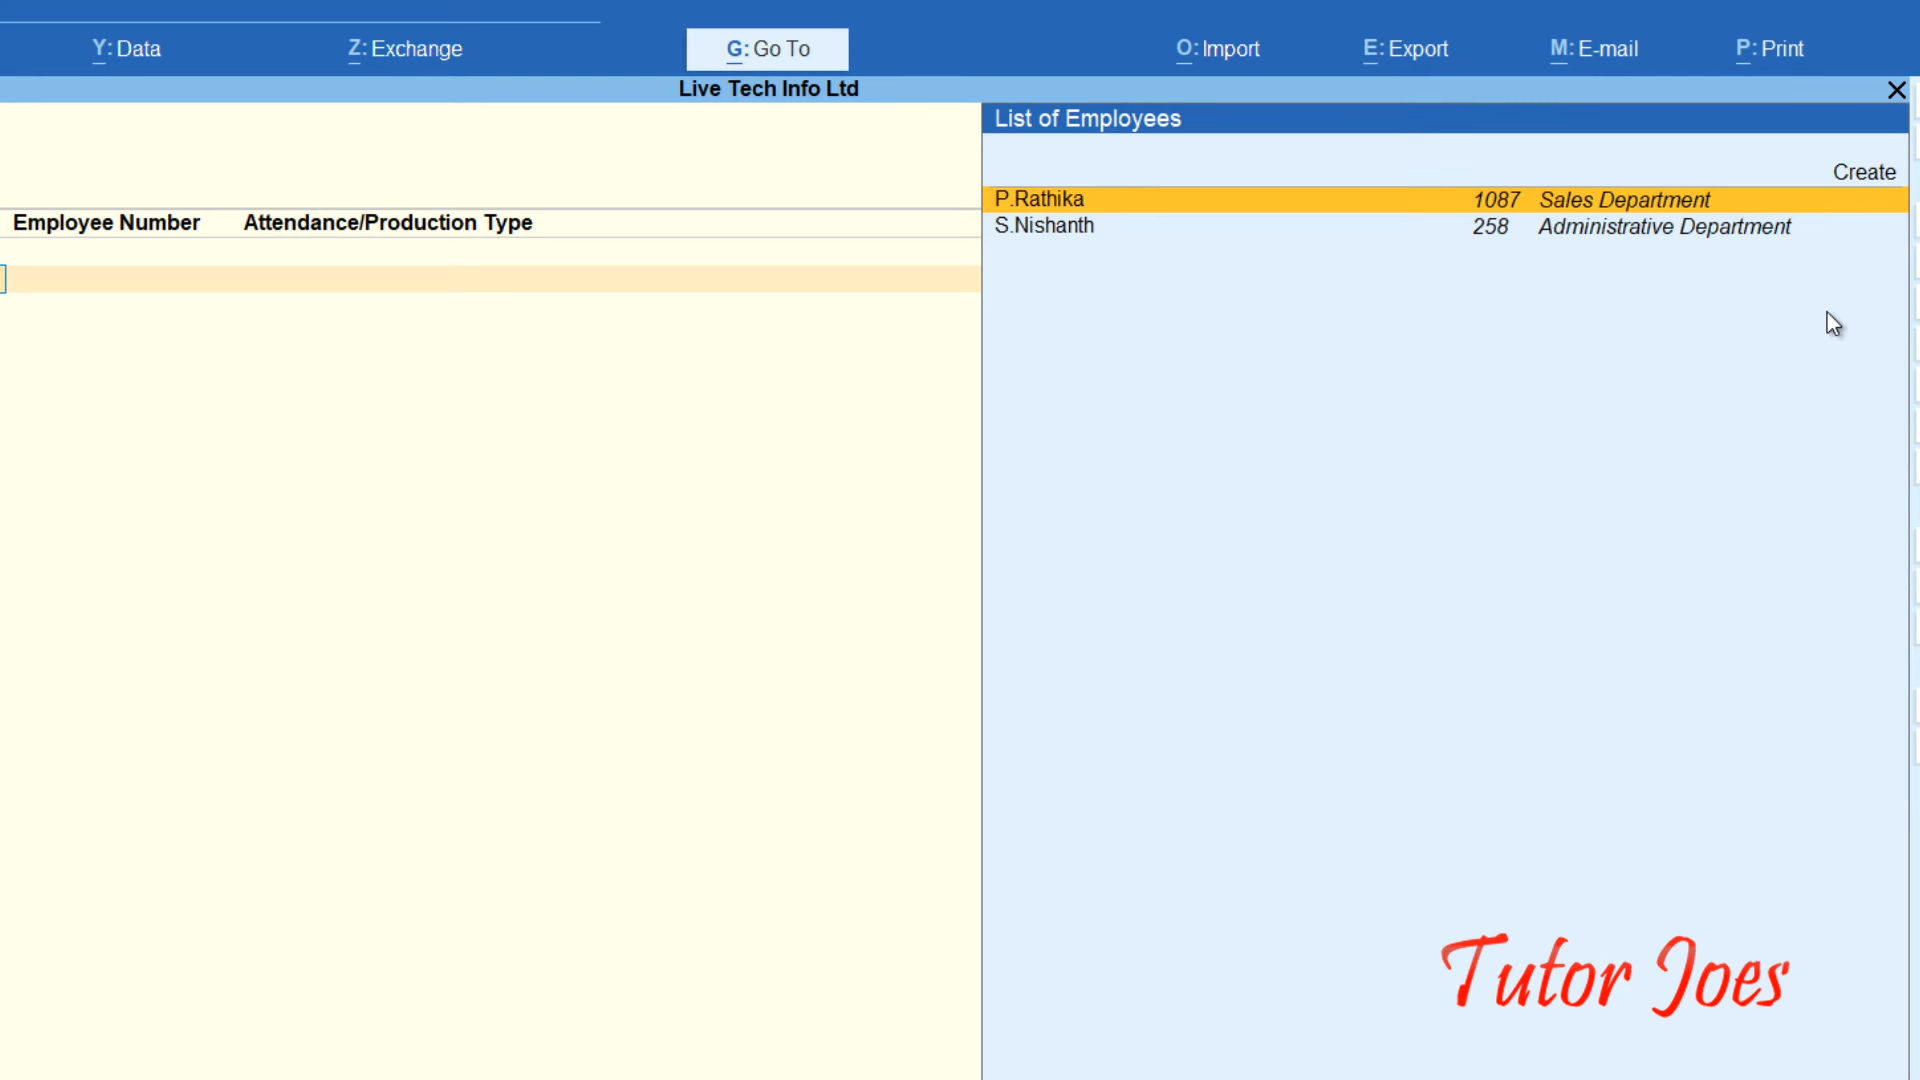 Y: Data Z: Exchange G: Go To O: Import E: Export M: E-mail P: Print
Live Tech Info Ltd
List of Employees
Create
Employee Number Attendance/Production Type
P.Rathika 1087 Sales Department
S.Nishanth 258 Administrative Department
Tutor Joes